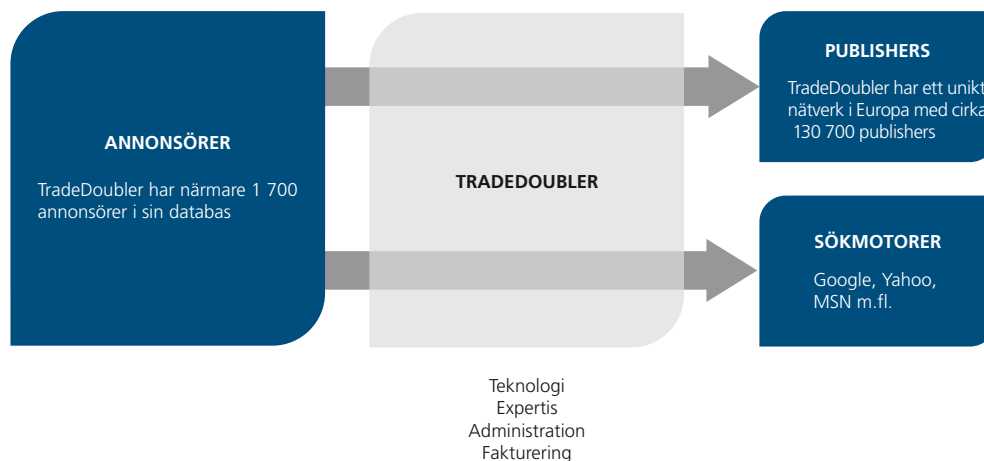 ANNONSÖRER
TradeDoubler har närmare 1 700
annonsörer i sin databas
TRADEDOUBLER
PUBLISHERS
TradeDoubler har ett unikt
nätverk i Europa med cirka
130 700 publishers
SÖKMOTORER
Google, Yahoo,
MSN m.fl.
Teknologi
Expertis
Administration
Fakturering